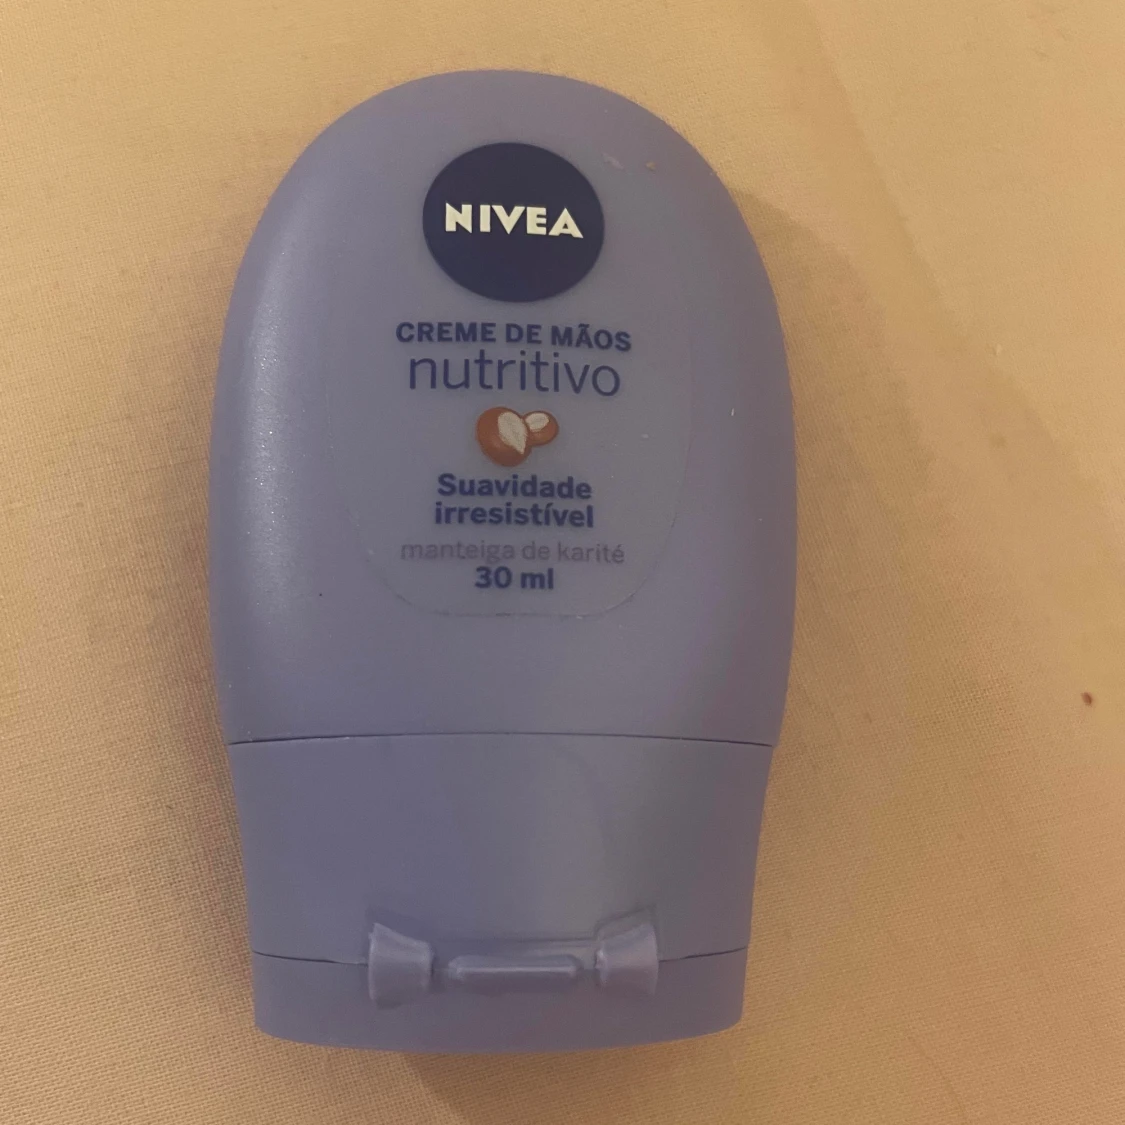 NIVEA
CREME DE MÃOS
nutritivo
Suavidade
irresistível
manteiga de karité
30 ml